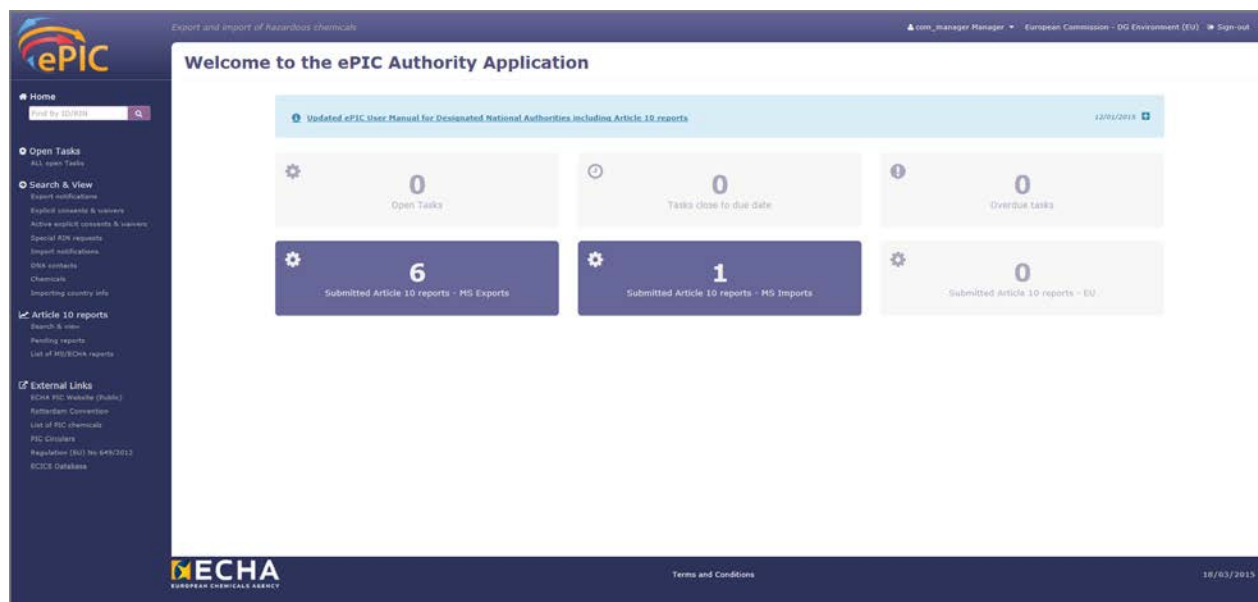 ePIC
Export and import of hazardous chemicals
com_manager Manager
European Commission - DG Environment (EU)
Sign-out
Welcome to the ePIC Authority Application
Home
Find by ID/RIN
Open Tasks
ALL open Tasks
Search & View
Export notifications
Explicit consents & waivers
Active explicit consents & waivers
Special RIN requests
Import notifications
DNA contacts
Chemicals
Importing country info
Article 10 reports
Search & view
Pending reports
List of MS/ECHA reports
External Links
ECHA PIC Website (Public)
Rotterdam Convention
List of PIC chemicals
PIC Circulars
Regulation (EU) No 649/2012
ECICS Database
Updated ePIC User Manual for Designated National Authorities including Article 10 reports
12/01/2015
0
Open Tasks
0
Tasks close to due date
0
Overdue tasks
6
Submitted Article 10 reports - MS Exports
1
Submitted Article 10 reports - MS Imports
0
Submitted Article 10 reports - EU
ECHA
EUROPEAN CHEMICALS AGENCY
Terms and Conditions
18/03/2015